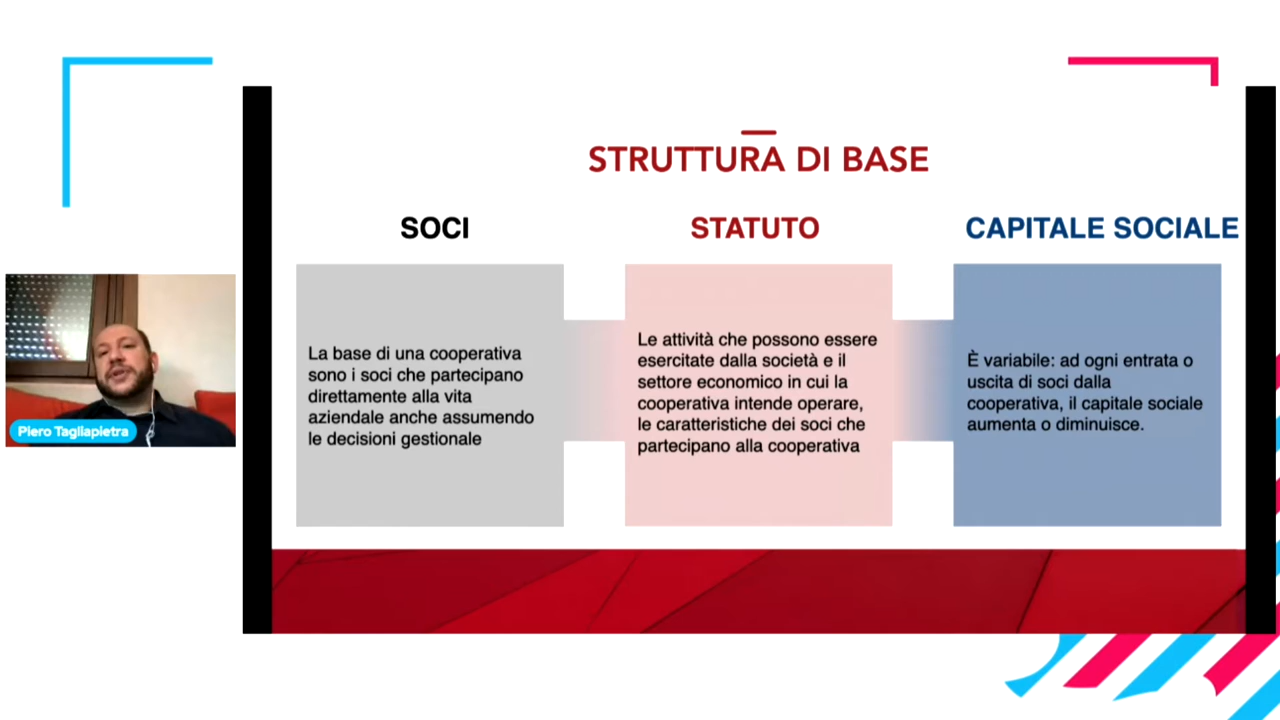 STRUTTURA DI BASE
SOCI
La base di una cooperativa
sono i soci che partecipano
direttamente alla vita
aziendale anche assumendo
le decisioni gestionale
STATUTO
Le attività che possono essere
esercitate dalla società e il
settore economico in cui la
cooperativa intende operare,
le caratteristiche dei soci che
partecipano alla cooperativa
CAPITALE SOCIALE
È variabile: ad ogni entrata o
uscita di soci dalla
cooperativa, il capitale sociale
aumenta o diminuisce.
Piero Tagliapietra